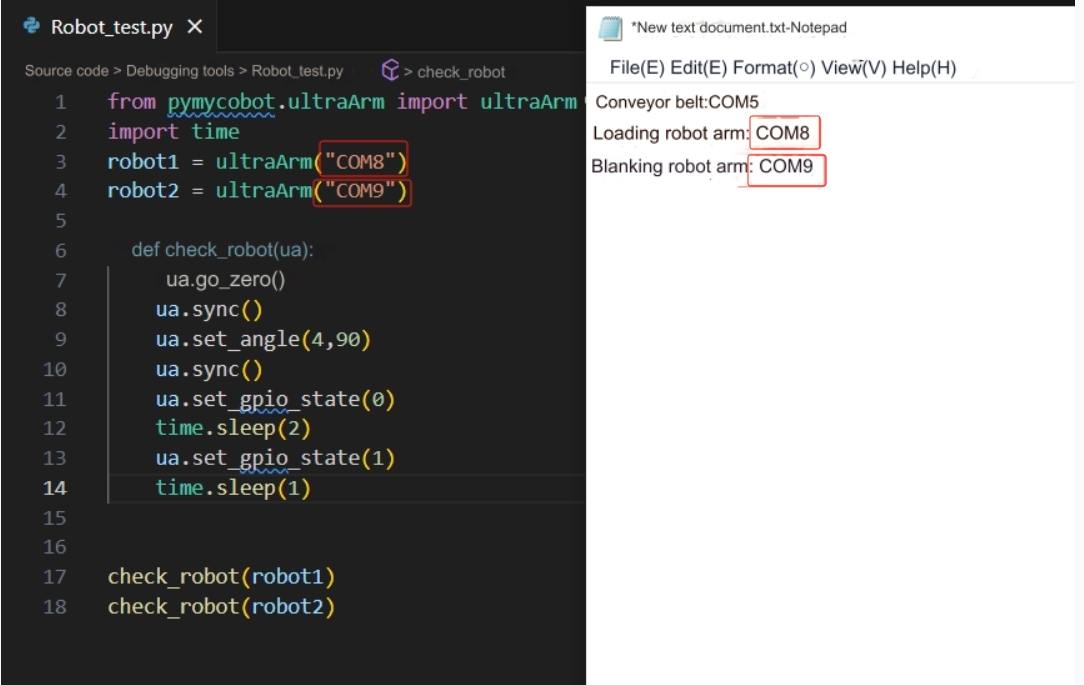 Robot_test.py
Source code > Debugging tools > Robot_test.py > check_robot
1 from pymycobot.ultraArm import ultraArm
2 import time
3 robot1 = ultraArm("COM8")
4 robot2 = ultraArm("COM9")
5
6 def check_robot(ua):
7 ua.go_zero()
8 ua.sync()
9 ua.set_angle(4,90)
10 ua.sync()
11 ua.set_gpio_state(0)
12 time.sleep(2)
13 ua.set_gpio_state(1)
14 time.sleep(1)
15
16
17 check_robot(robot1)
18 check_robot(robot2)
*New text document.txt-Notepad
File(E) Edit(E) Format(○) View(V) Help(H)
Conveyor belt:COM5
Loading robot arm: COM8
Blanking robot arm: COM9